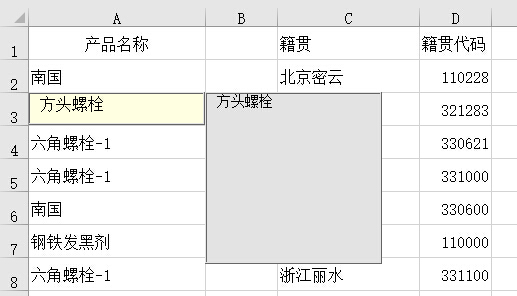 A B C D
1 产品名称 籍贯 籍贯代码
2 南国 北京密云 110228
3 方头螺栓 方头螺栓 321283
4 六角螺栓-1 330621
5 六角螺栓-1 331000
6 南国 330600
7 钢铁发黑剂 110000
8 六角螺栓-1 浙江丽水 331100